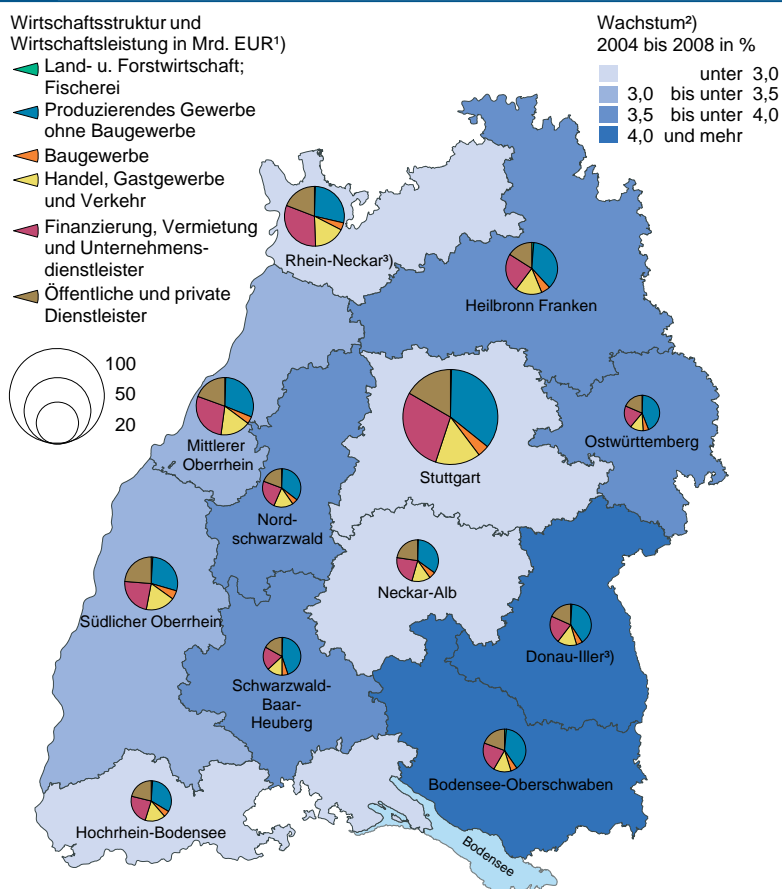 Wirtschaftsstruktur und
Wirtschaftsleistung in Mrd. EUR¹)
Land- u. Forstwirtschaft;
Fischerei
Produzierendes Gewerbe
ohne Baugewerbe
Baugewerbe
Handel, Gastgewerbe
und Verkehr
Finanzierung, Vermietung
und Unternehmens-
dienstleister
Öffentliche und private
Dienstleister
100
50
20
Wachstum²)
2004 bis 2008 in %
unter 3,0
3,0 bis unter 3,5
3,5 bis unter 4,0
4,0 und mehr
Rhein-Neckar³)
Heilbronn Franken
Mittlerer
Oberrhein
Stuttgart
Ostwürttemberg
Nord-
schwarzwald
Neckar-Alb
Südlicher Oberrhein
Donau-Iller³)
Schwarzwald-
Baar-
Heuberg
Bodensee-Oberschwaben
Hochrhein-Bodensee
Bodensee